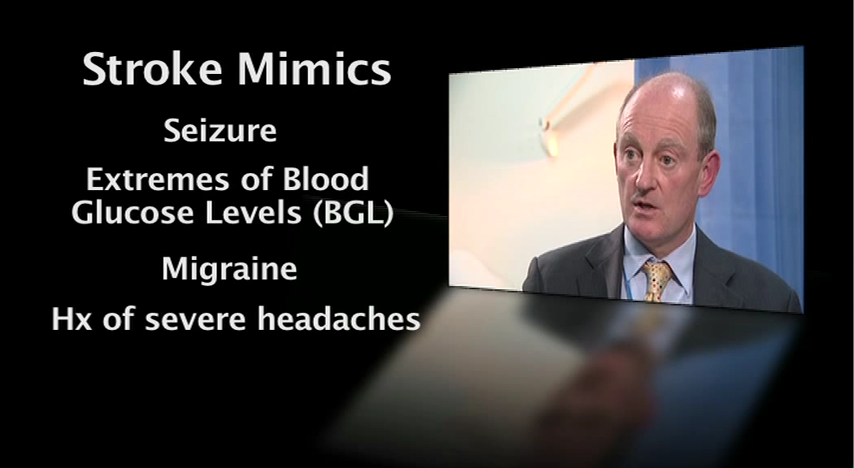 Stroke Mimics
Seizure
Extremes of Blood
Glucose Levels (BGL)
Migraine
Hx of severe headaches